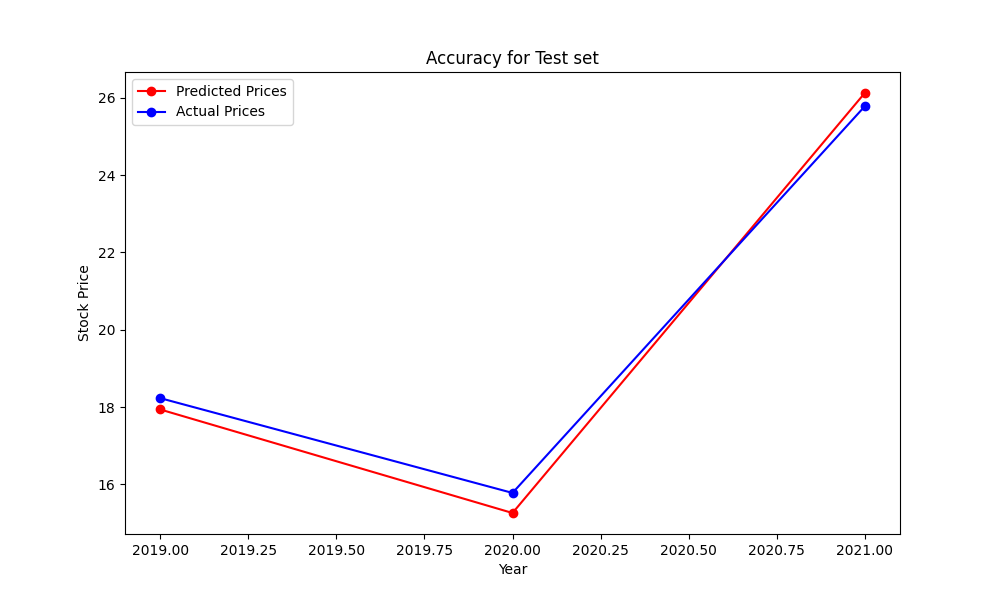 Accuracy for Test set
Predicted Prices
Actual Prices
26
24
22
20
18
16
Stock Price
2019.00 2019.25 2019.50 2019.75 2020.00 2020.25 2020.50 2020.75 2021.00
Year